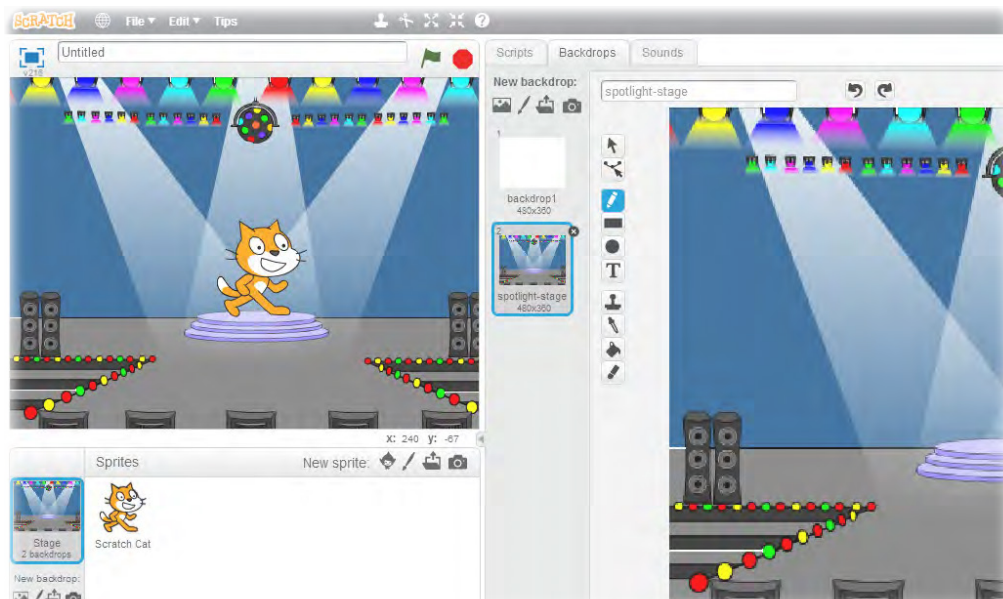 SCRATCH File Edit Tips
v218 Untitled
Scripts Backdrops Sounds
New backdrop:
spotlight-stage
1
backdrop1
480x360
2
spotlight-stage
480x360
T
X: 240 y: -67
Sprites New sprite:
Stage
2 backdrops
Scratch Cat
New backdrop: